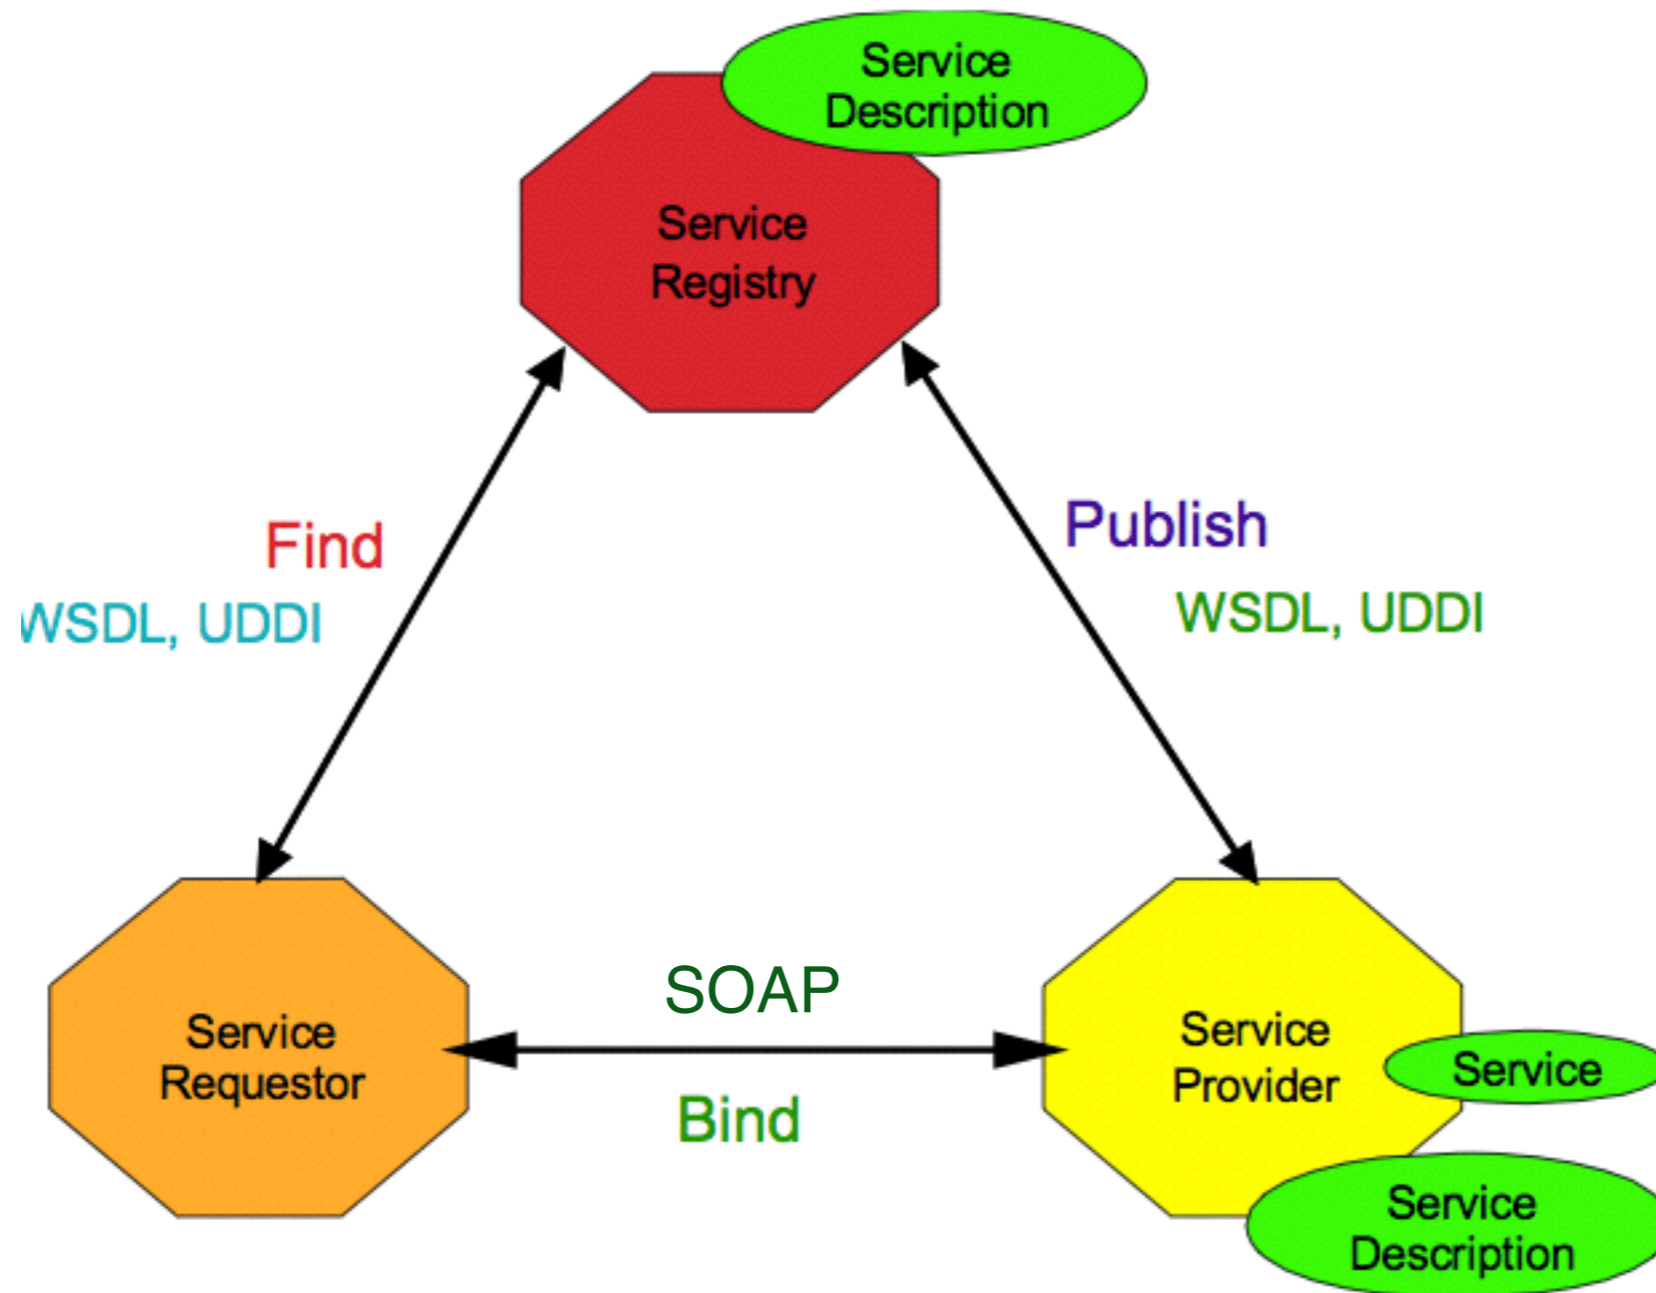 Service
Description
Service
Registry
Find
WSDL, UDDI
Publish
WSDL, UDDI
Service
Requestor
SOAP
Bind
Service
Provider
Service
Service
Description